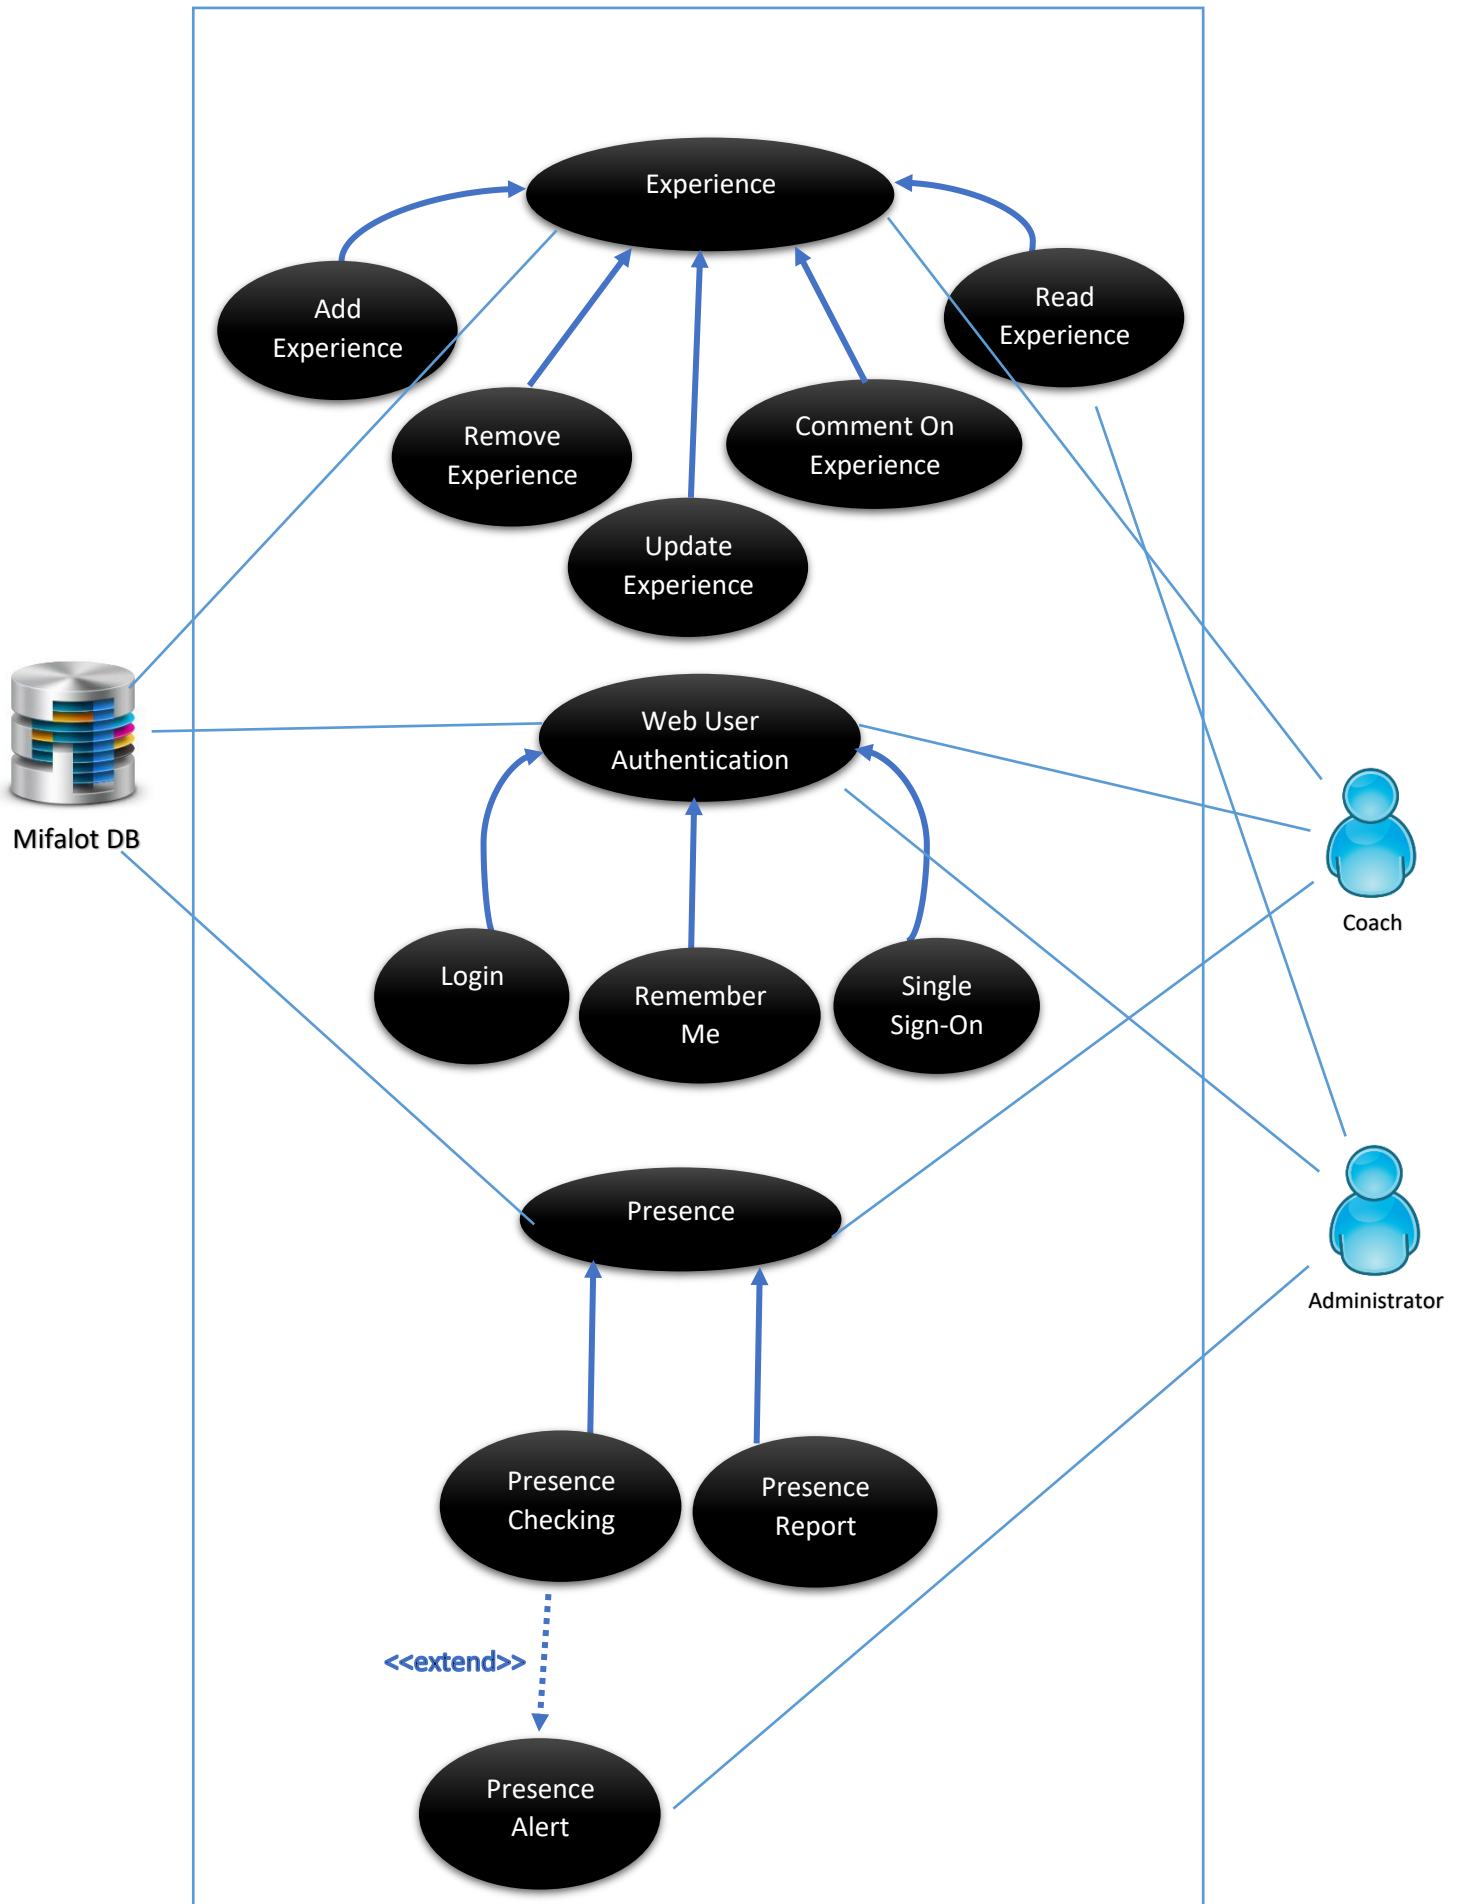 Experience
Add
Experience
Read
Experience
Remove
Experience
Comment On
Experience
Update
Experience
Web User
Authentication
Mifalot DB
Coach
Login
Remember
Me
Single
Sign-On
Presence
Administrator
Presence
Checking
Presence
Report
<<extend>>
Presence
Alert